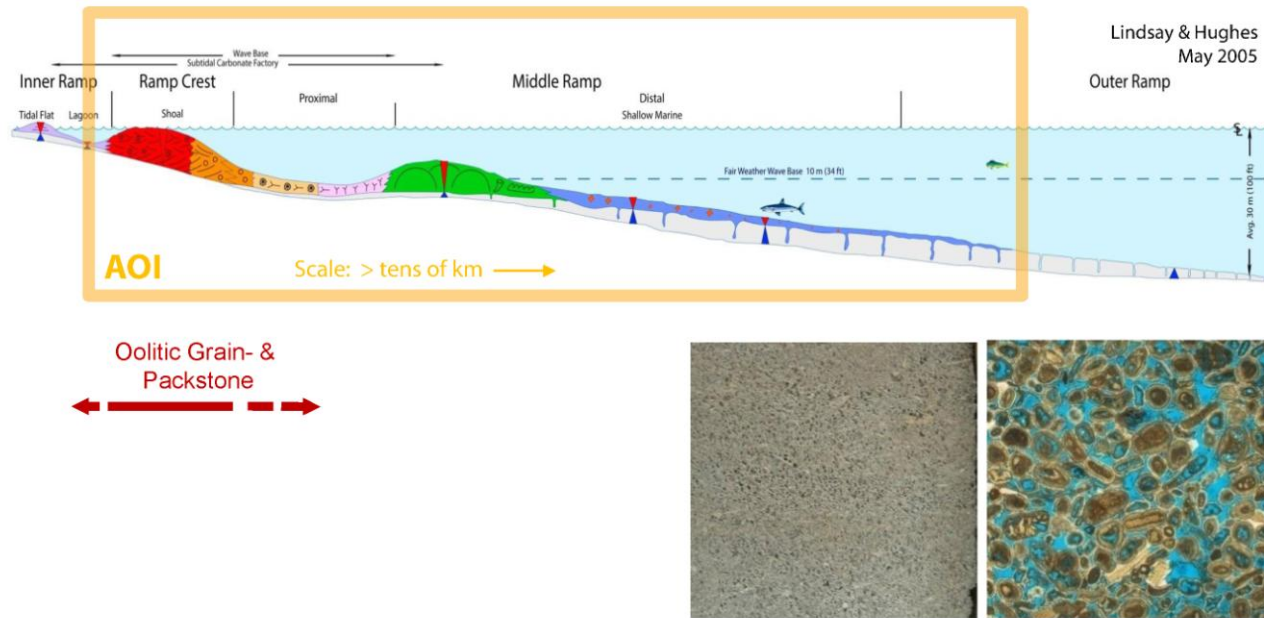 Lindsay & Hughes
May 2005
Wave Base
Subtidal Carbonate Factory
Inner Ramp
Ramp Crest
Middle Ramp
Outer Ramp
Proximal
Distal
Tidal Flat
Lagoon
Shoal
Shallow Marine
SL
Fair Weather Wave Base 10 m (34 ft)
Avg. 30 m (100 ft)
AOI
Scale: > tens of km
Oolitic Grain- &
Packstone